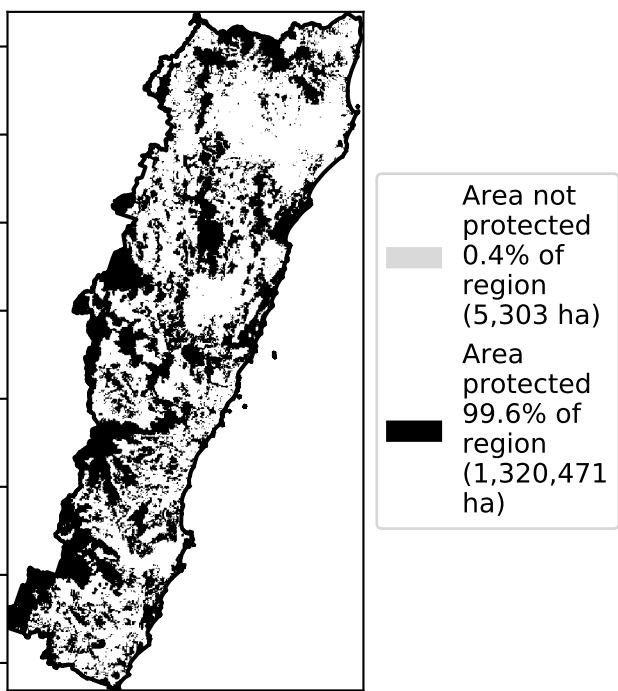 Area not
protected
0.4% of
region
(5,303 ha)
Area
protected
99.6% of
region
(1,320,471
ha)